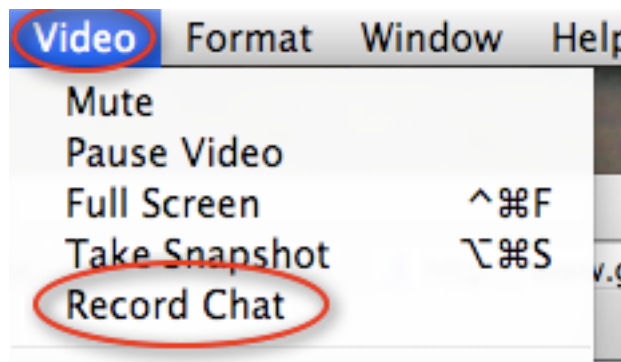 Video Format Window Help
Mute
Pause Video
Full Screen ^⌘F
Take Snapshot ⌥⌘S
Record Chat